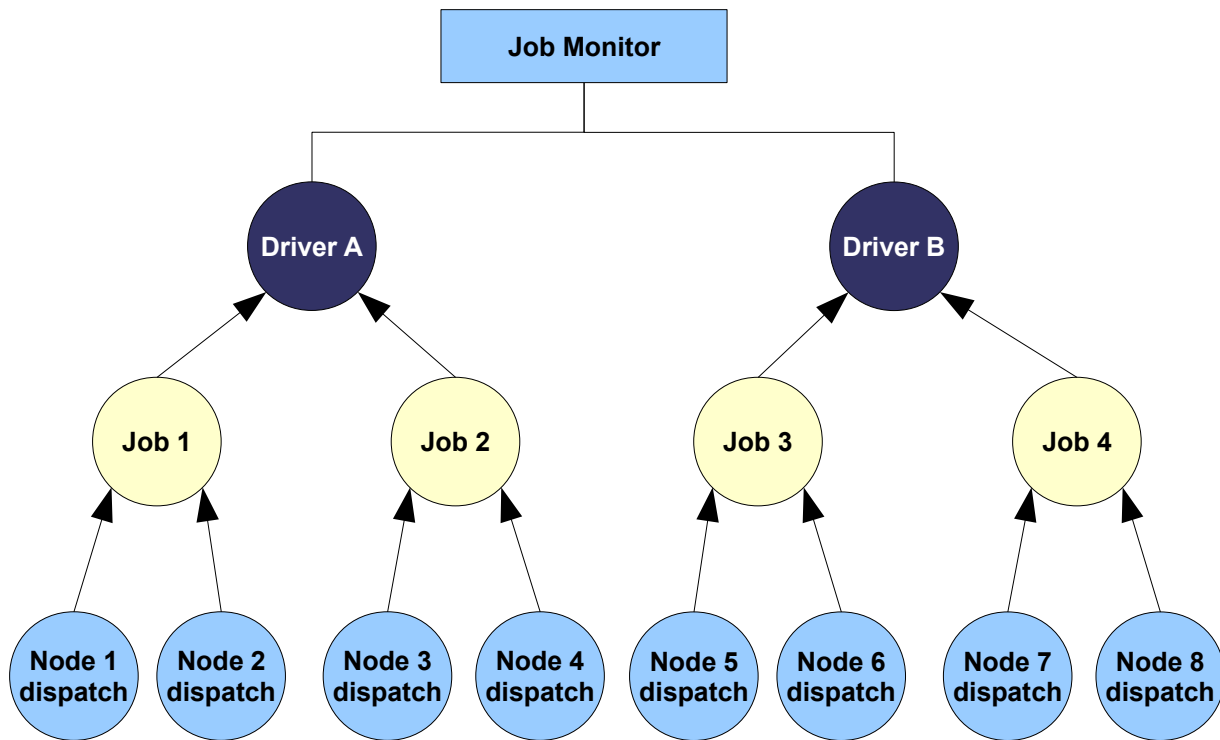 Job Monitor
Driver A
Driver B
Job 1
Job 2
Job 3
Job 4
Node 1
dispatch
Node 2
dispatch
Node 3
dispatch
Node 4
dispatch
Node 5
dispatch
Node 6
dispatch
Node 7
dispatch
Node 8
dispatch